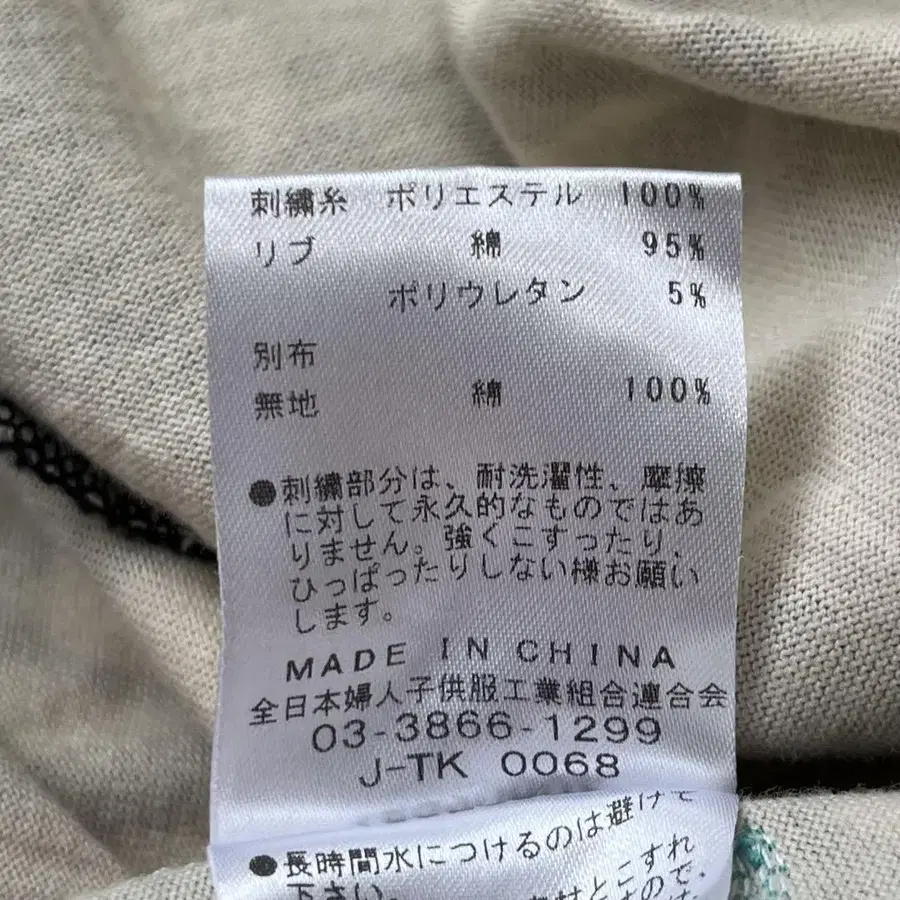 刺繍糸 ポリエステル 100%
リブ 綿 95%
ポリウレタン 5%
別布
無地 綿 100%
●刺繍部分は、耐洗濯性、摩擦
に対して永久的なものではあ
りません。強くこすったり、
ひっぱったりしない様お願い
します。
MADE IN CHINA
全日本婦人子供服工業組合連合会
03-3866-1299
J-TK 0068
●長時間水につけるのは避けて
下さい。
とこすれ
ので、